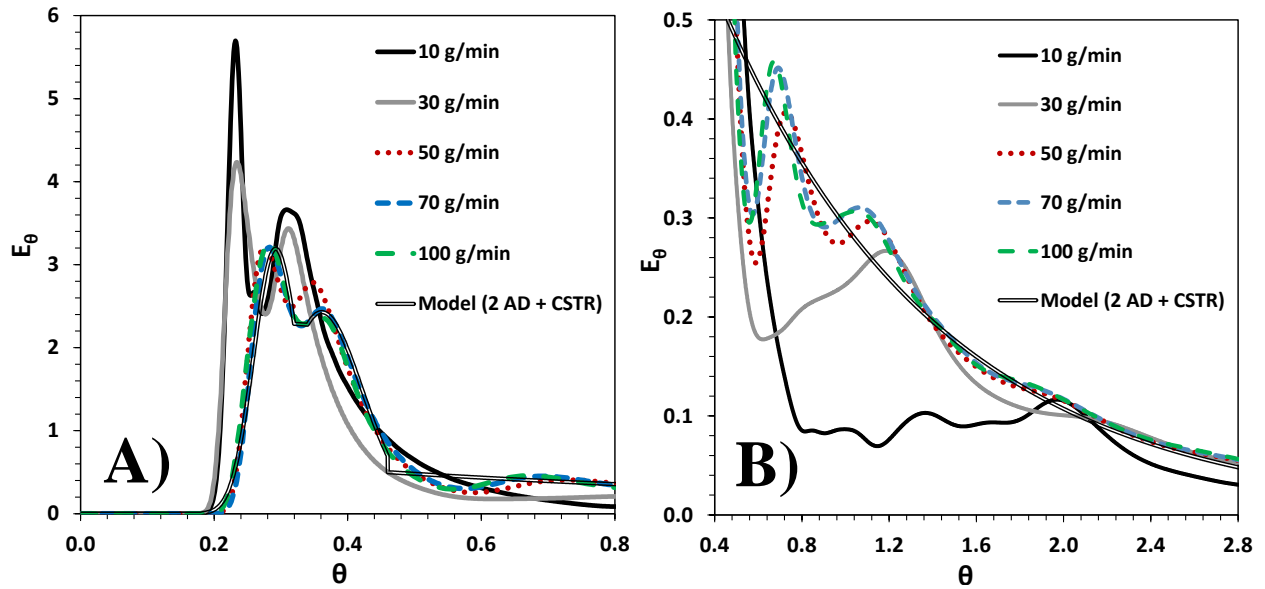 6
5
4
3
2
1
0
E_θ
0.0
0.2
0.4
0.6
0.8
θ
A)
10 g/min
30 g/min
50 g/min
70 g/min
100 g/min
Model (2 AD + CSTR)
0.5
0.4
0.3
0.2
0.1
0.0
E_θ
0.4
0.8
1.2
1.6
2.0
2.4
2.8
θ
B)
10 g/min
30 g/min
50 g/min
70 g/min
100 g/min
Model (2 AD + CSTR)